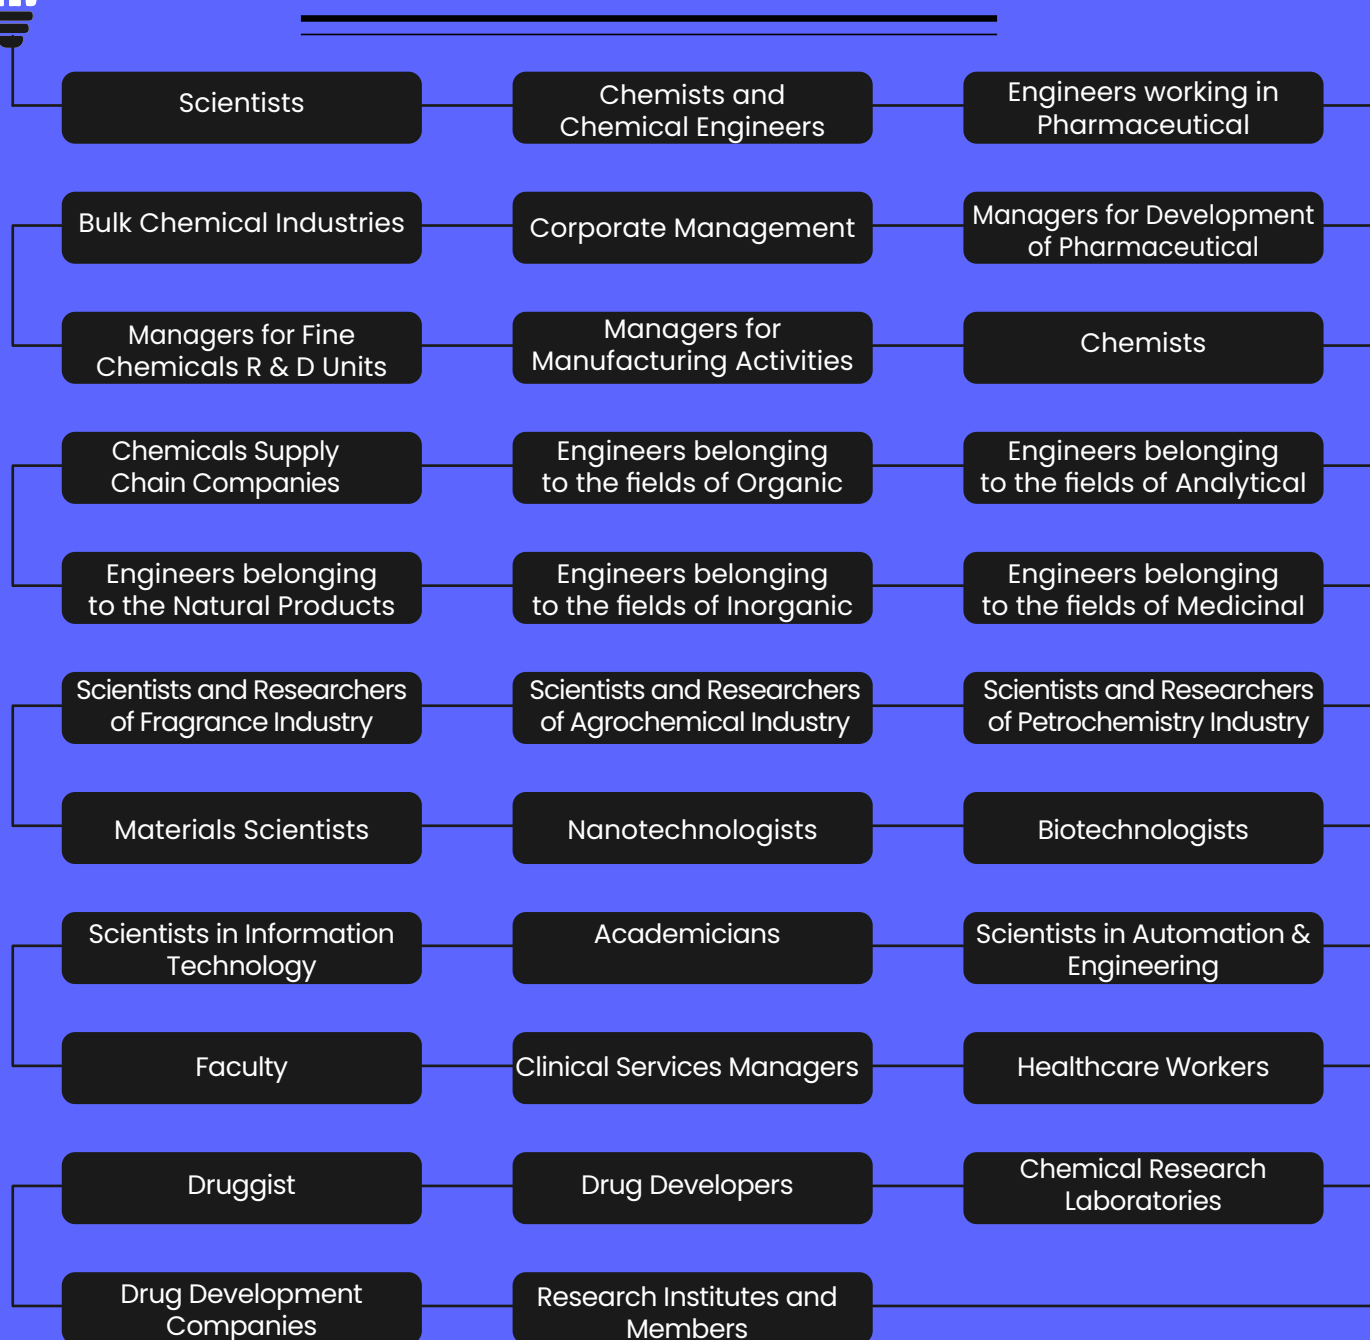 Scientists
Chemists and
Chemical Engineers
Engineers working in
Pharmaceutical
Bulk Chemical Industries
Corporate Management
Managers for Development
of Pharmaceutical
Managers for Fine
Chemicals R & D Units
Managers for
Manufacturing Activities
Chemists
Chemicals Supply
Chain Companies
Engineers belonging
to the fields of Organic
Engineers belonging
to the fields of Analytical
Engineers belonging
to the Natural Products
Engineers belonging
to the fields of Inorganic
Engineers belonging
to the fields of Medicinal
Scientists and Researchers
of Fragrance Industry
Scientists and Researchers
of Agrochemical Industry
Scientists and Researchers
of Petrochemistry Industry
Materials Scientists
Nanotechnologists
Biotechnologists
Scientists in Information
Technology
Academicians
Scientists in Automation &
Engineering
Faculty
Clinical Services Managers
Healthcare Workers
Druggist
Drug Developers
Chemical Research
Laboratories
Drug Development
Companies
Research Institutes and
Members